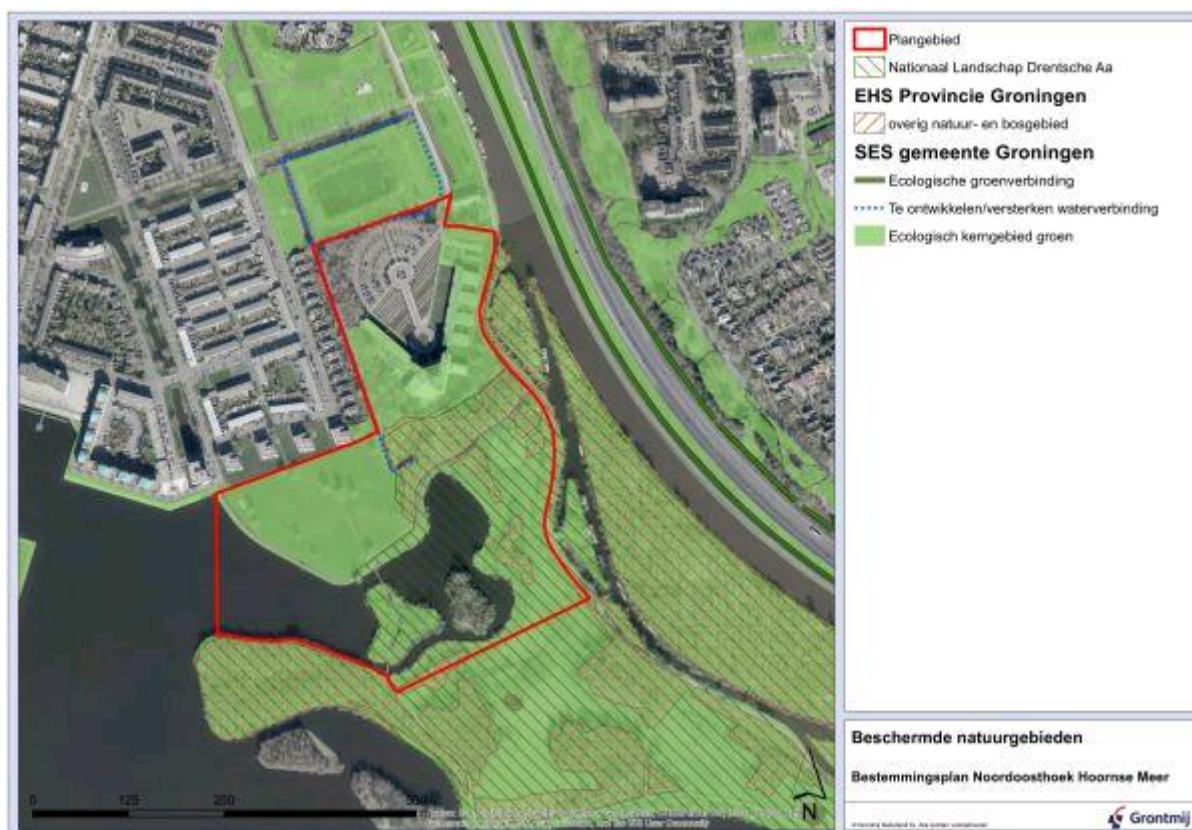 Plangebied
Nationaal Landschap Drentsche Aa
EHS Provincie Groningen
overig natuur- en bosgebied
SES gemeente Groningen
Ecologische groenverbinding
Te ontwikkelen/versterken waterverbinding
Ecologisch kerngebied groen
0 125 250
N
Beschermde natuurgebieden
Bestemmingsplan Noordoosthoek Hoornse Meer
Grontmij